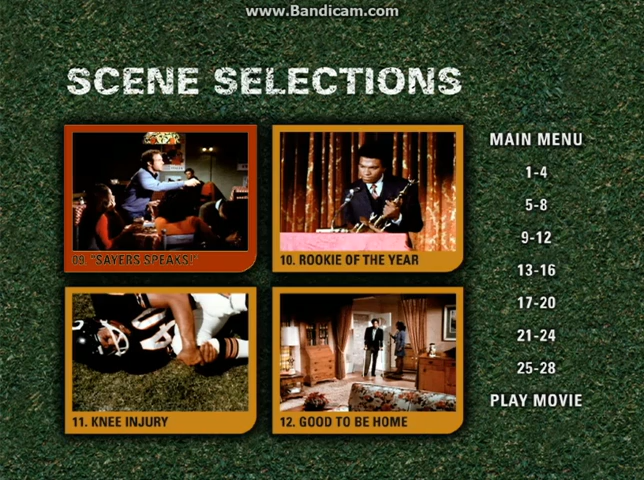 www.Bandicam.com
SCENE SELECTIONS
09. "SAYERS SPEAKS!"
10. ROOKIE OF THE YEAR
11. KNEE INJURY
12. GOOD TO BE HOME
MAIN MENU
1-4
5-8
9-12
13-16
17-20
21-24
25-28
PLAY MOVIE